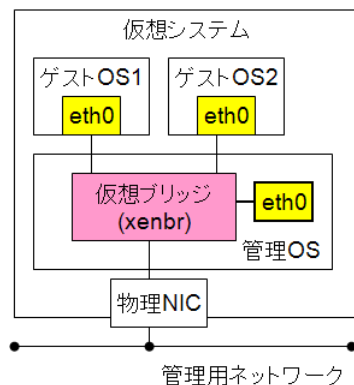 仮想システム
ゲストOS1
ゲストOS2
eth0
eth0
仮想ブリッジ
(xenbr)
eth0
管理OS
物理NIC
管理用ネットワーク